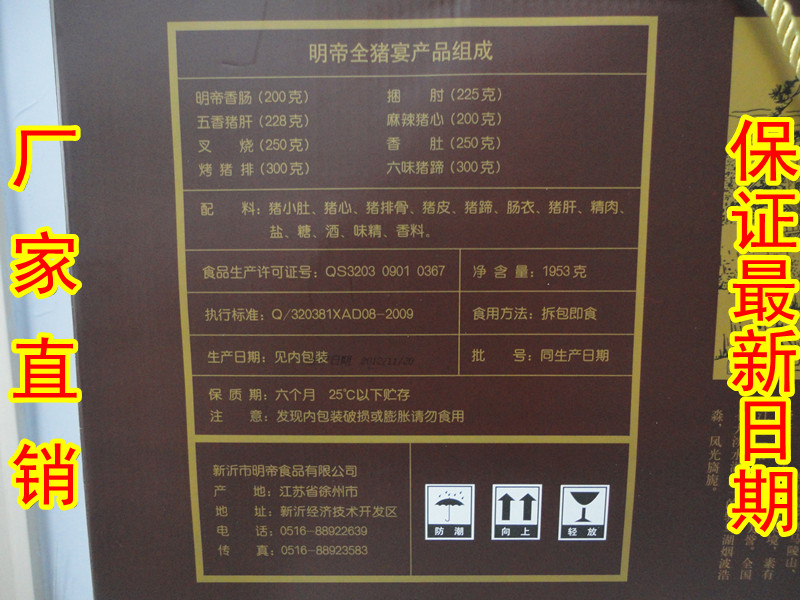 厂家直销
保证最新日期
明帝全猪宴产品组成
明帝香肠（200克） 捆 肘（225克）
五香猪肝（228克） 麻辣猪心（200克）
叉 烧（250克） 香 肚（250克）
烤 猪 排（300克） 六味猪蹄（300克）
配 料：猪小肚、猪心、猪排骨、猪皮、猪蹄、肠衣、猪肝、精肉、
盐、糖、酒、味精、香料。
食品生产许可证号：QS3203 0901 0367 净 含 量：1953 克
执行标准：Q/320381XAD08-2009 食用方法：拆包即食
生产日期：见内包装 批 号：同生产日期
保 质 期：六个月 25℃以下贮存
注 意：发现内包装破损或膨胀请勿食用
新沂市明帝食品有限公司
产 地：江苏省徐州市
地 址：新沂经济技术开发区
电 话：0516-88922639
传 真：0516-88923583
防 潮
向 上
轻 放
淼，风光旖旎。